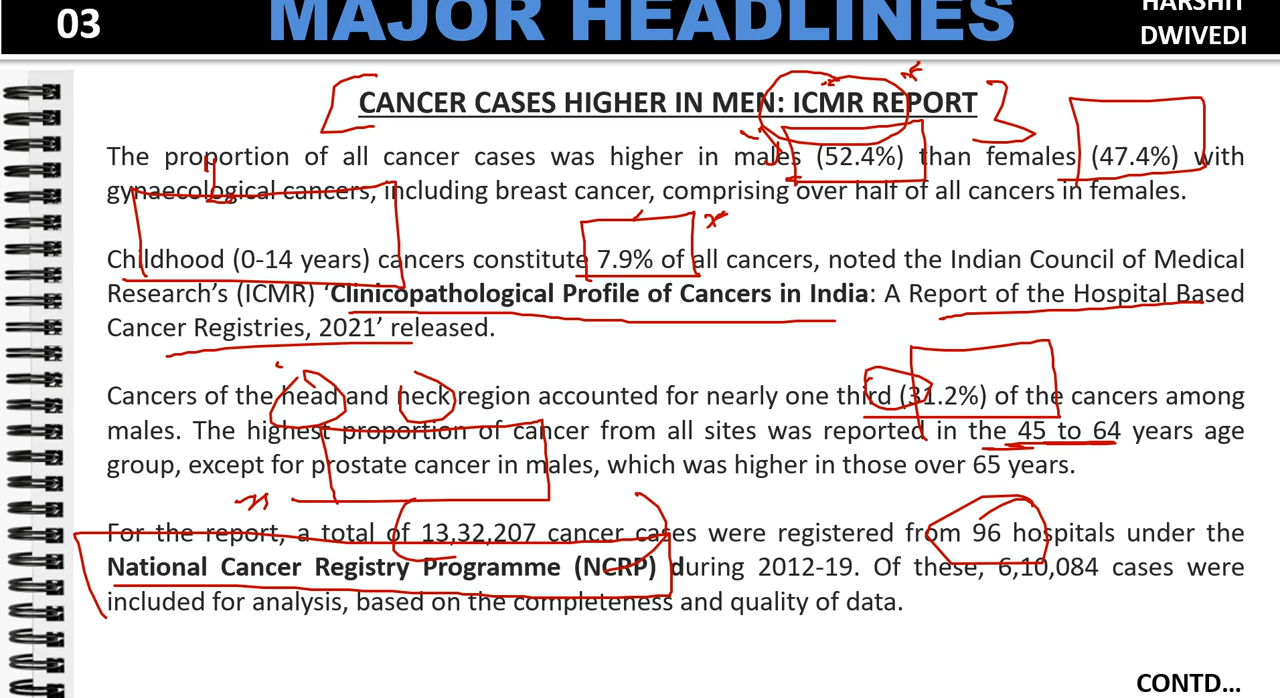 03
MAJOR HEADLINES
HARSHIT
DWIVEDI
CANCER CASES HIGHER IN MEN: ICMR REPORT
The proportion of all cancer cases was higher in males (52.4%) than females (47.4%) with
gynaecological cancers, including breast cancer, comprising over half of all cancers in females.
Childhood (0-14 years) cancers constitute 7.9% of all cancers, noted the Indian Council of Medical
Research’s (ICMR) ‘Clinicopathological Profile of Cancers in India: A Report of the Hospital Based
Cancer Registries, 2021’ released.
Cancers of the head and neck region accounted for nearly one third (31.2%) of the cancers among
males. The highest proportion of cancer from all sites was reported in the 45 to 64 years age
group, except for prostate cancer in males, which was higher in those over 65 years.
For the report, a total of 13,32,207 cancer cases were registered from 96 hospitals under the
National Cancer Registry Programme (NCRP) during 2012-19. Of these, 6,10,084 cases were
included for analysis, based on the completeness and quality of data.
CONTD...